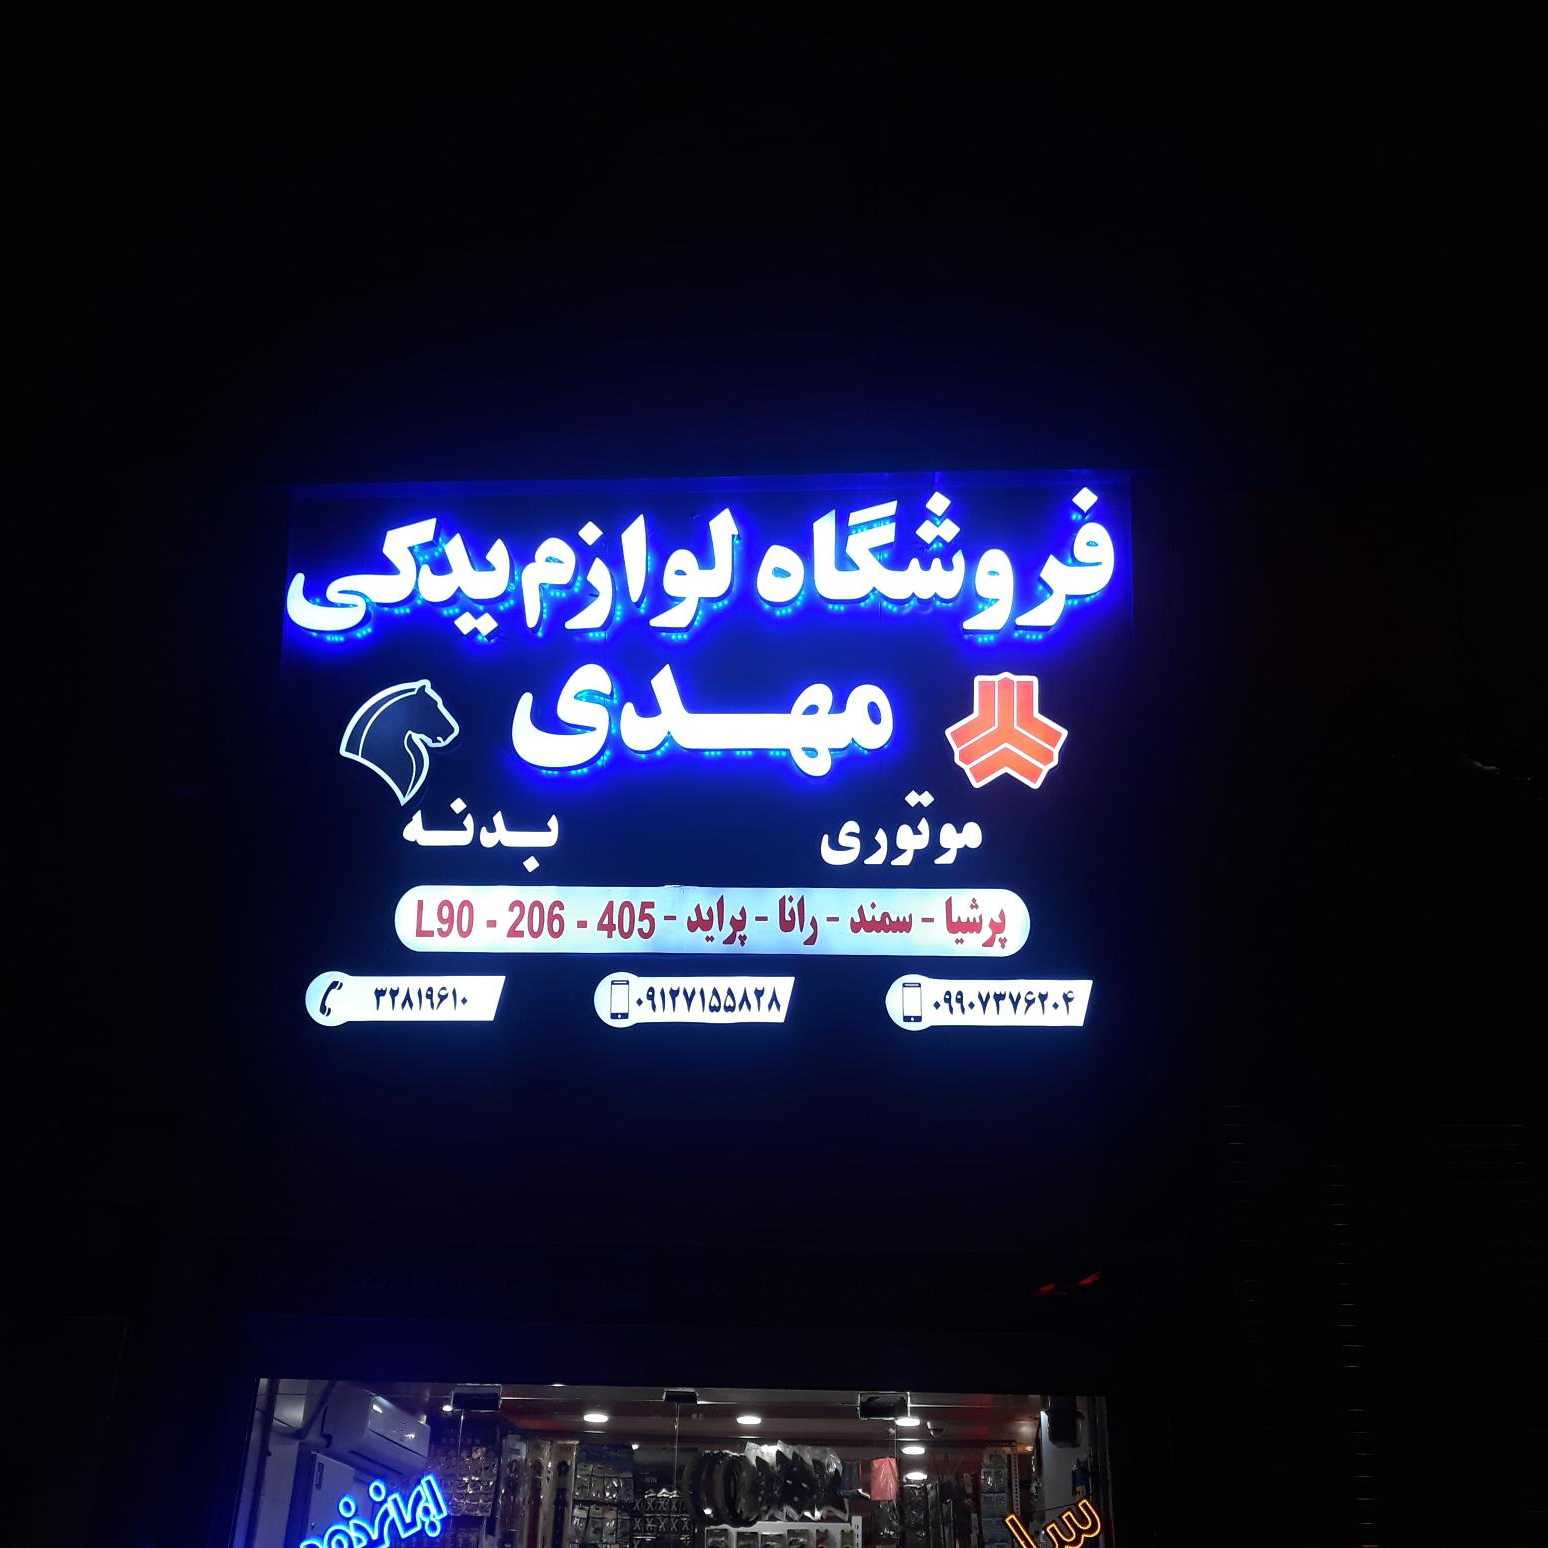 فروشگاه لوازم یدکی
مهدی
موتوری
بدنه
پرشیا - سمند - رانا - پراید - 405 - 206 - L90
۰۹۹۰۷۳۷۶۲۰۴
۰۹۱۲۷۱۵۵۸۲۸
۳۲۸۱۹۶۱۰